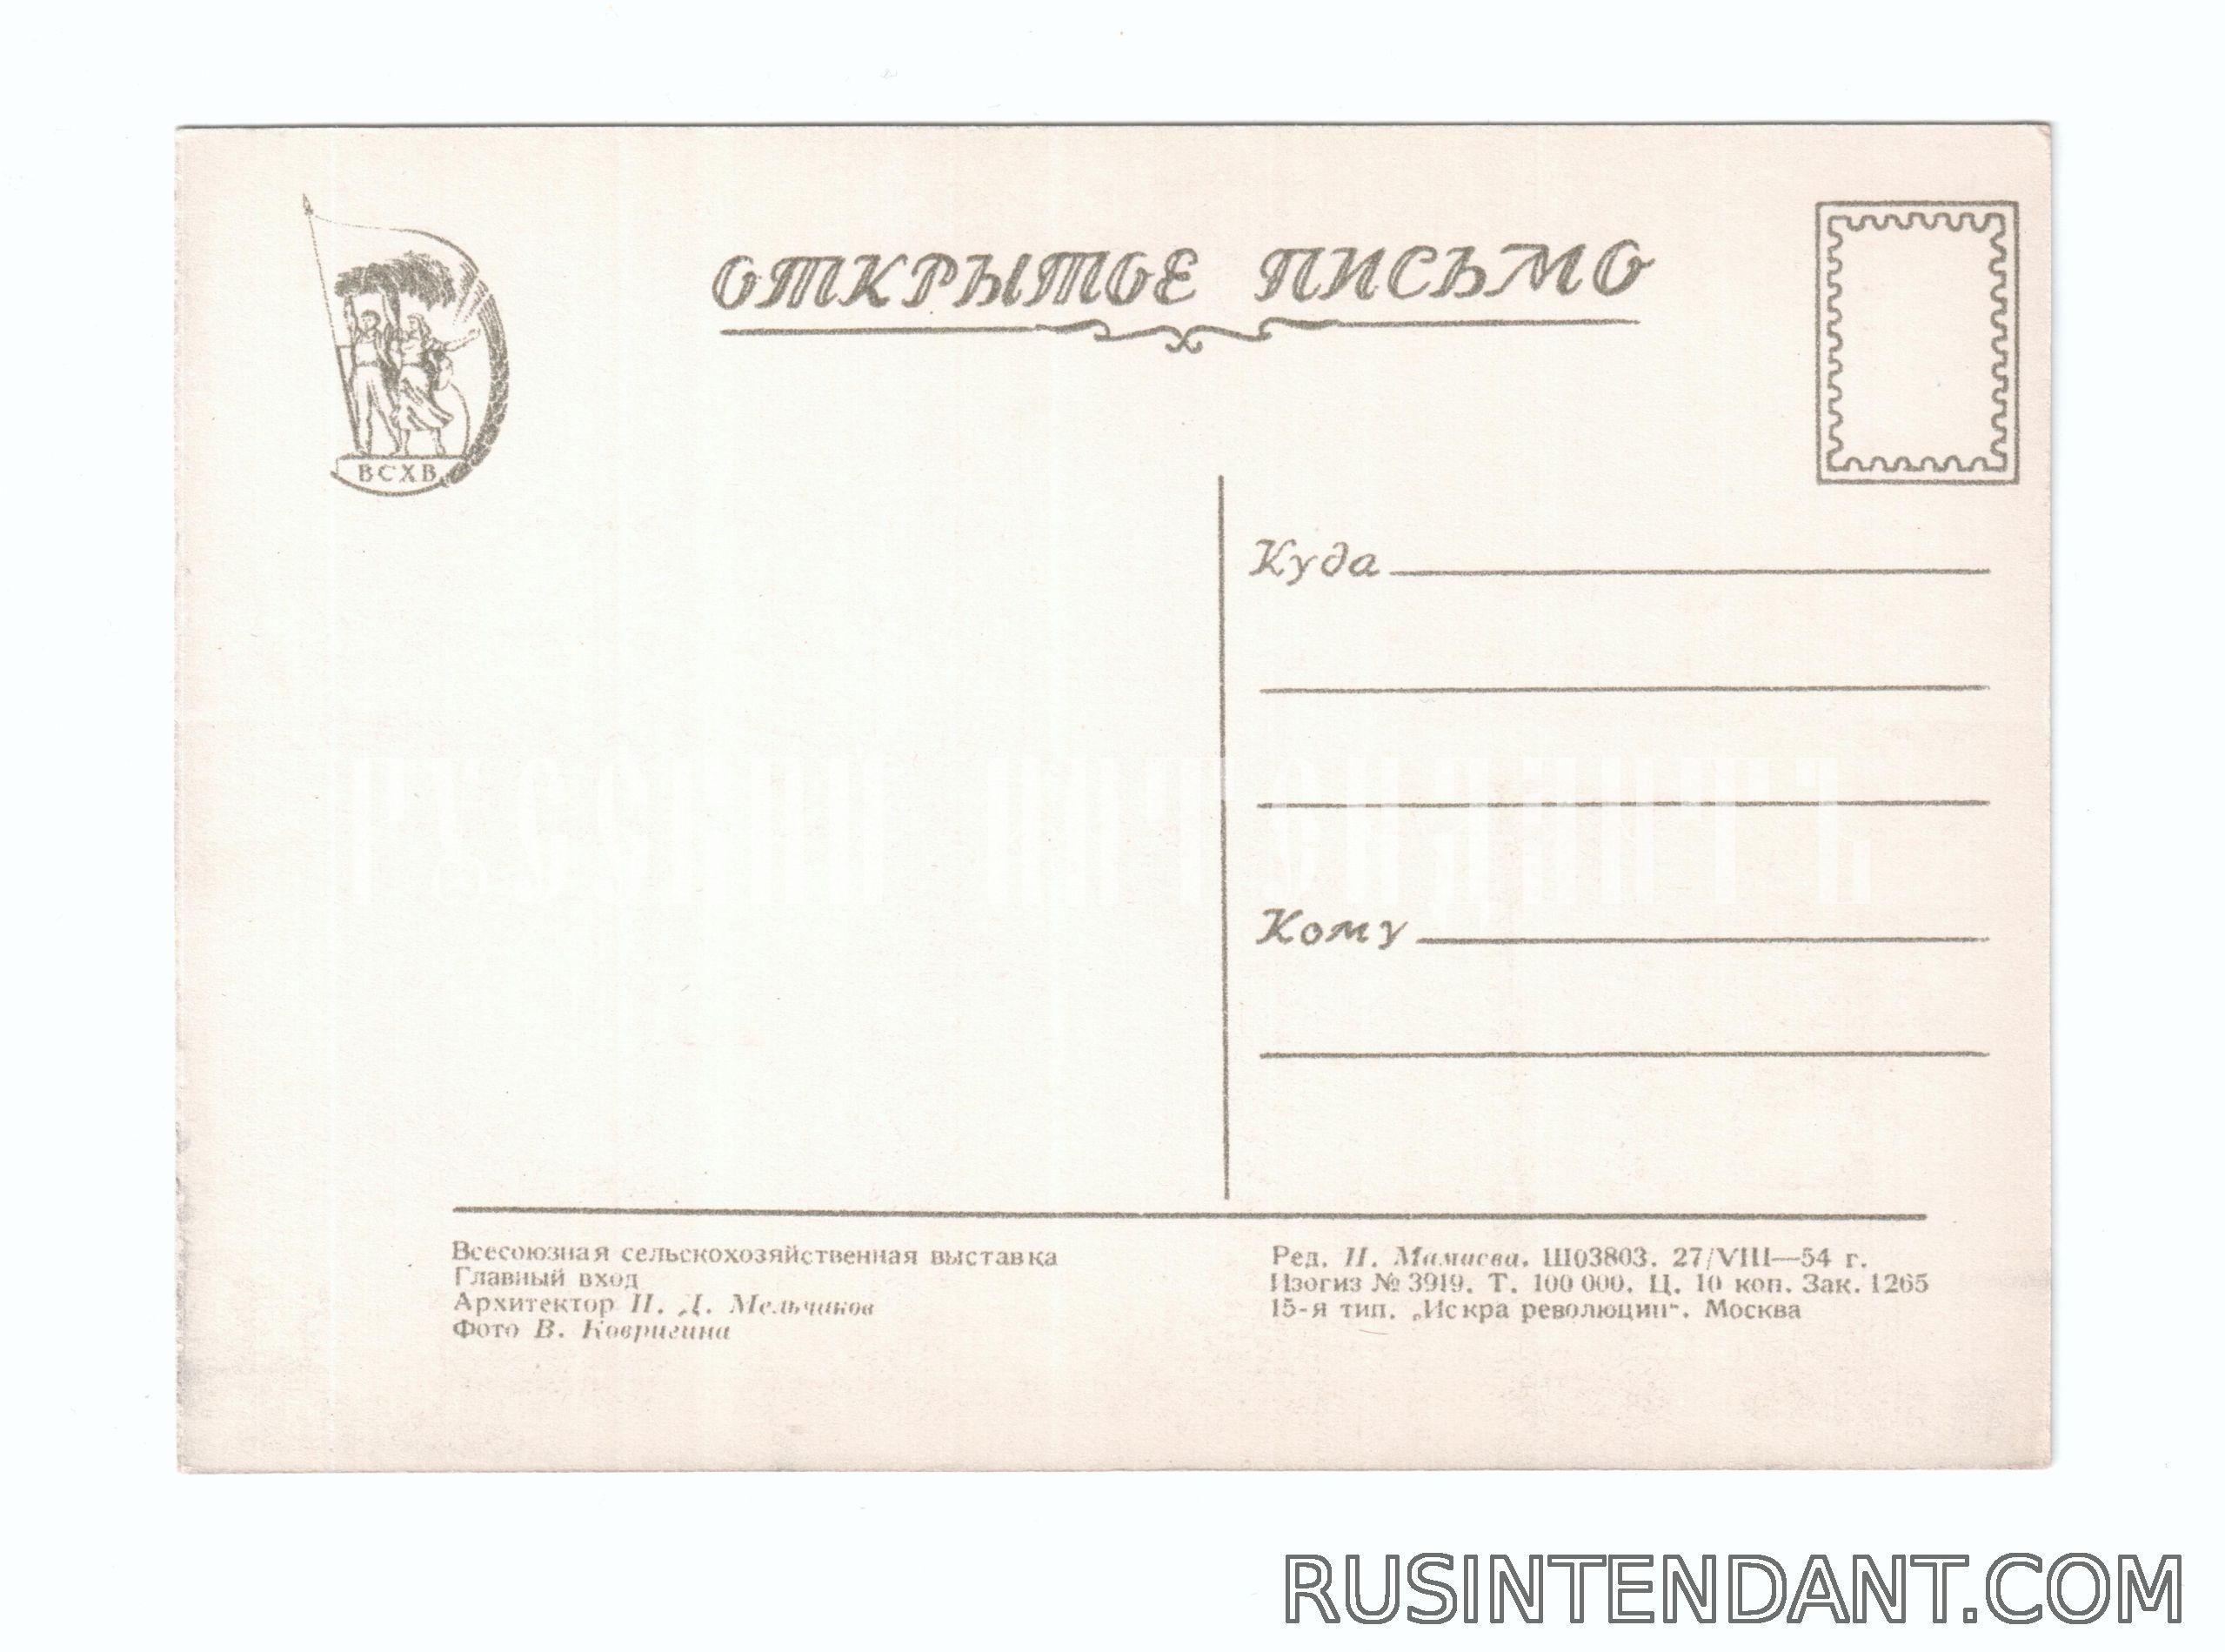 ОТКРЫТОЕ ПИСЬМО
ВСХВ
Куда
Кому
Всесоюзная сельскохозяйственная выставка
Главный вход
Архитектор И. Д. Мельчаков
Фото В. Ковригина
Ред. Н. Мамаева. Ш03803. 27/VIII—54 г.
Изогиз № 3919. Т. 100 000. Ц. 10 коп. Зак. 1265
15-я тип. „Искра революции“. Москва
RUSINTENDANT.COM